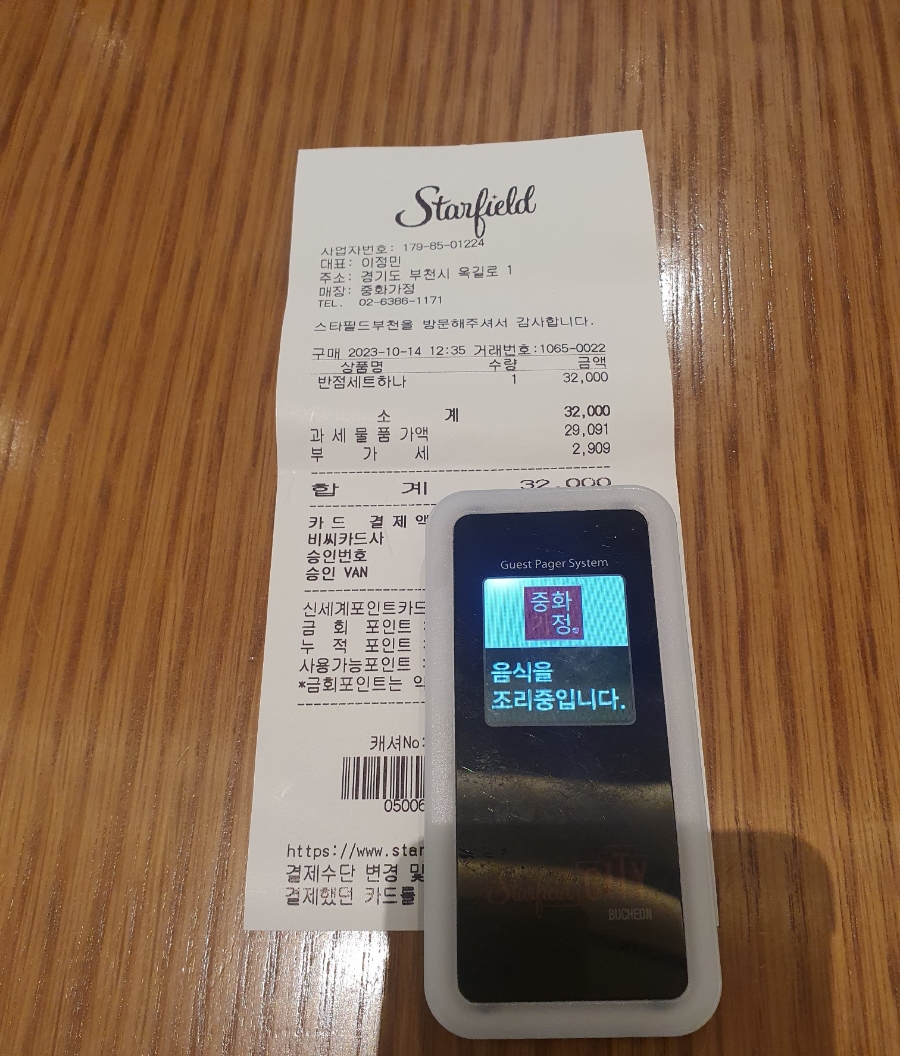 Starfield
사업자번호: 179-85-01224
대표: 이정민
주소: 경기도 부천시 옥길로 1
매장: 중화가정
TEL. 02-6386-1171
스타필드부천을 방문해주셔서 감사합니다.
구매 2023-10-14 12:35 거래번호:1065-0022
상품명 수량 금액
반점세트하나 1 32,000
소 계 32,000
과 세 물 품 가액 29,091
부 가 세 2,909
합 계 32,000
카 드 결 제 액
비씨카드사
승인번호
승인 VAN
신세계포인트카드
금 회 포인트
누 적 포인트
사용가능포인트 :
*금회포인트는
캐셔No:
05006
https://www.star
결제수단 변경 및
결제했던 카드를
Guest Pager System
중화
가정
음식을
조리중입니다.
Starfield CITY
BUCHEON